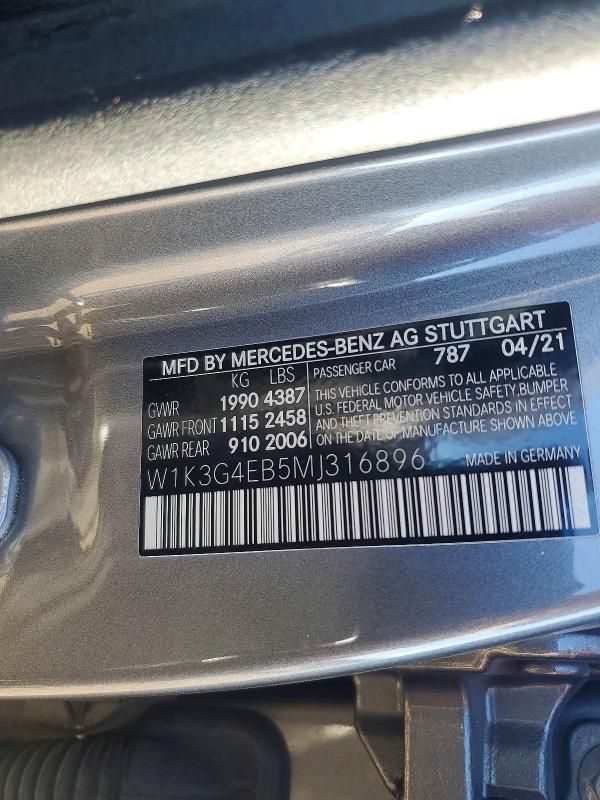 MFD BY MERCEDES-BENZ AG STUTTGART
KG LBS PASSENGER CAR 787 04/21
GVWR 1990 4387
GAWR FRONT 1115 2458
GAWR REAR 910 2006
THIS VEHICLE CONFORMS TO ALL APPLICABLE
U.S. FEDERAL MOTOR VEHICLE SAFETY, BUMPER
AND THEFT PREVENTION STANDARDS IN EFFECT
ON THE DATE OF MANUFACTURE SHOWN ABOVE
W1K3G4EB5MJ316896 MADE IN GERMANY